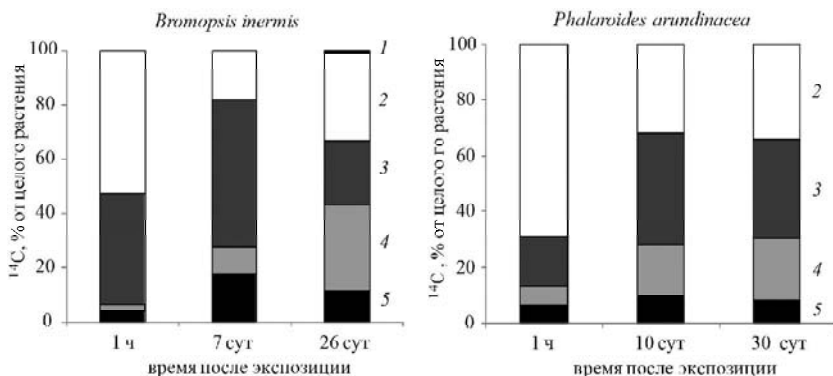 Bromopsis inermis
14C, % от целого растения
100
80
60
40
20
0
1
2
3
4
5
1 ч 7 сут 26 сут
время после экспозиции
Phalaroides arundinacea
14C , % от целого го растения
100
80
60
40
20
0
2
3
4
5
1 ч 10 сут 30 сут
время после экспозиции